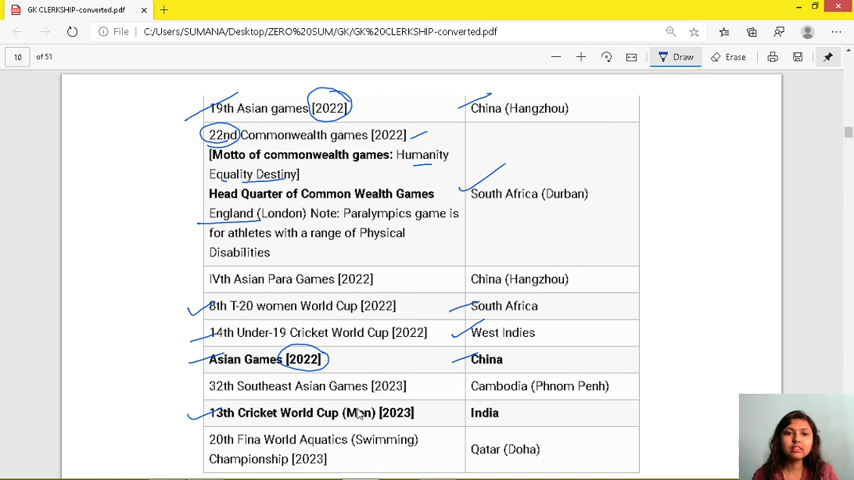 GK CLERKSHIP-converted.pdf
File
C:/Users/SUMANA/Desktop/ZERO%20SUM/GK/GK%20CLERKSHIP-converted.pdf
10 of 51
Draw
Erase
19th Asian games [2022] China (Hangzhou)
22nd Commonwealth games [2022]
[Motto of commonwealth games: Humanity
Equality Destiny]
Head Quarter of Common Wealth Games South Africa (Durban)
England (London) Note: Paralympics game is
for athletes with a range of Physical
Disabilities
IVth Asian Para Games [2022] China (Hangzhou)
8th T-20 women World Cup [2022] South Africa
14th Under-19 Cricket World Cup [2022] West Indies
Asian Games [2022] China
32th Southeast Asian Games [2023] Cambodia (Phnom Penh)
13th Cricket World Cup (Men) [2023] India
20th Fina World Aquatics (Swimming)
Championship [2023] Qatar (Doha)